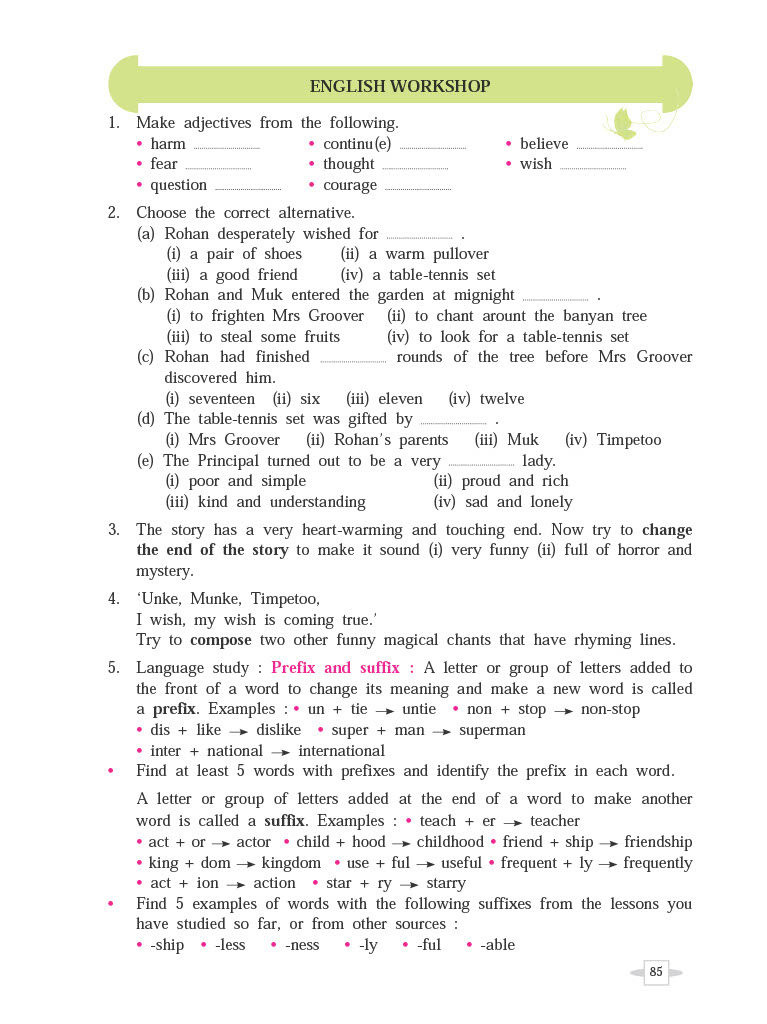 ENGLISH WORKSHOP
1. Make adjectives from the following.
• harm .................... • continu(e) .................... • believe ....................
• fear .................... • thought .................... • wish ....................
• question .................... • courage ....................
2. Choose the correct alternative.
(a) Rohan desperately wished for .................... .
(i) a pair of shoes (ii) a warm pullover
(iii) a good friend (iv) a table-tennis set
(b) Rohan and Muk entered the garden at mignight .................... .
(i) to frighten Mrs Groover (ii) to chant arount the banyan tree
(iii) to steal some fruits (iv) to look for a table-tennis set
(c) Rohan had finished .................... rounds of the tree before Mrs Groover
discovered him.
(i) seventeen (ii) six (iii) eleven (iv) twelve
(d) The table-tennis set was gifted by .................... .
(i) Mrs Groover (ii) Rohan's parents (iii) Muk (iv) Timpetoo
(e) The Principal turned out to be a very .................... lady.
(i) poor and simple (ii) proud and rich
(iii) kind and understanding (iv) sad and lonely
3. The story has a very heart-warming and touching end. Now try to change
the end of the story to make it sound (i) very funny (ii) full of horror and
mystery.
4. ‘Unke, Munke, Timpetoo,
I wish, my wish is coming true.’
Try to compose two other funny magical chants that have rhyming lines.
5. Language study : Prefix and suffix : A letter or group of letters added to
the front of a word to change its meaning and make a new word is called
a prefix. Examples : • un + tie → untie • non + stop → non-stop
• dis + like → dislike • super + man → superman
• inter + national → international
• Find at least 5 words with prefixes and identify the prefix in each word.
A letter or group of letters added at the end of a word to make another
word is called a suffix. Examples : • teach + er → teacher
• act + or → actor • child + hood → childhood • friend + ship → friendship
• king + dom → kingdom • use + ful → useful • frequent + ly → frequently
• act + ion → action • star + ry → starry
• Find 5 examples of words with the following suffixes from the lessons you
have studied so far, or from other sources :
• -ship • -less • -ness • -ly • -ful • -able
85